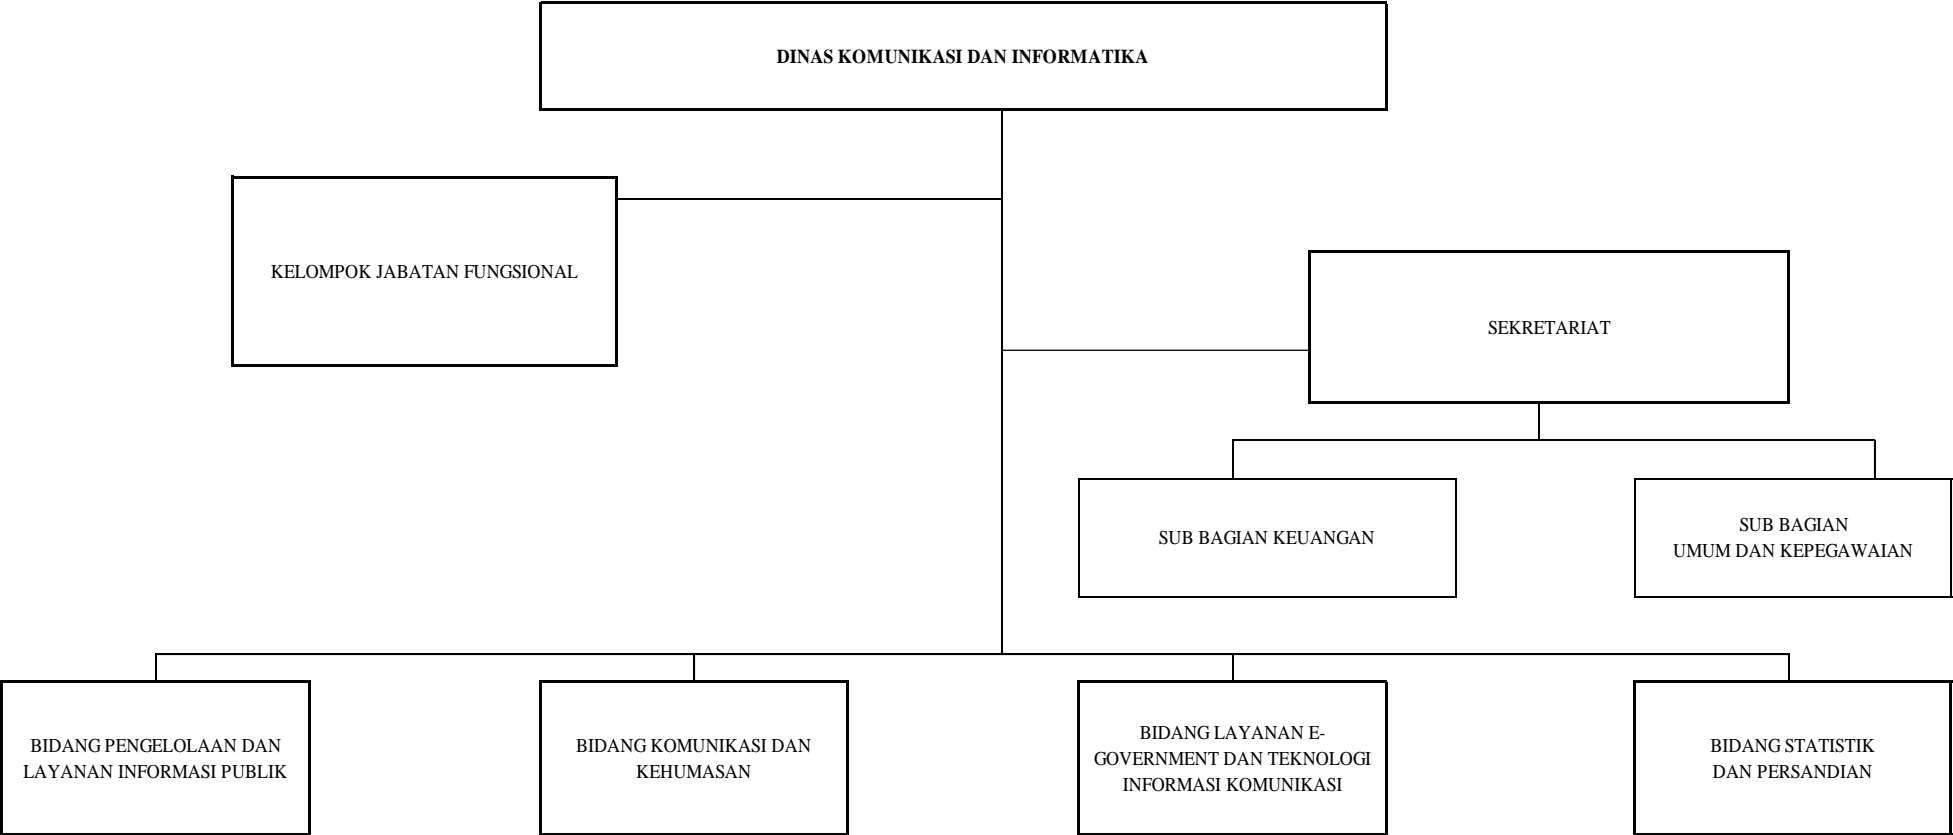 DINAS KOMUNIKASI DAN INFORMATIKA
KELOMPOK JABATAN FUNGSIONAL
SEKRETARIAT
SUB BAGIAN KEUANGAN
SUB BAGIAN
UMUM DAN KEPEGAWAIAN
BIDANG PENGELOLAAN DAN
LAYANAN INFORMASI PUBLIK
BIDANG KOMUNIKASI DAN
KEHUMASAN
BIDANG LAYANAN E-
GOVERNMENT DAN TEKNOLOGI
INFORMASI KOMUNIKASI
BIDANG STATISTIK
DAN PERSANDIAN